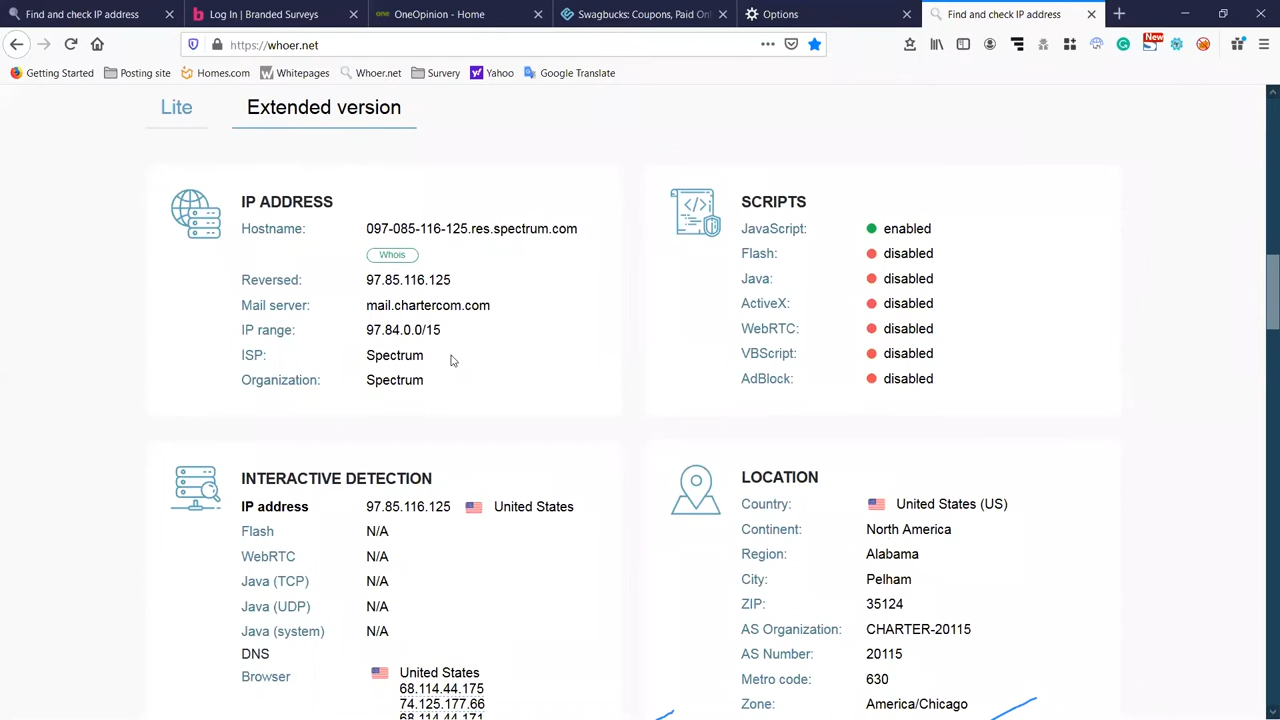 Find and check IP address
Log In | Branded Surveys
OneOpinion - Home
Swagbucks: Coupons, Paid Onl
Options
Find and check IP address
https://whoer.net
New
Getting Started
Posting site
Homes.com
Whitepages
Whoer.net
Survery
Yahoo
Google Translate
Lite
Extended version
IP ADDRESS
Hostname: 097-085-116-125.res.spectrum.com
Whois
Reversed: 97.85.116.125
Mail server: mail.chartercom.com
IP range: 97.84.0.0/15
ISP: Spectrum
Organization: Spectrum
SCRIPTS
JavaScript: enabled
Flash: disabled
Java: disabled
ActiveX: disabled
WebRTC: disabled
VBScript: disabled
AdBlock: disabled
INTERACTIVE DETECTION
IP address 97.85.116.125 United States
Flash N/A
WebRTC N/A
Java (TCP) N/A
Java (UDP) N/A
Java (system) N/A
DNS
Browser United States
68.114.44.175
74.125.177.66
68.114.44.171
LOCATION
Country: United States (US)
Continent: North America
Region: Alabama
City: Pelham
ZIP: 35124
AS Organization: CHARTER-20115
AS Number: 20115
Metro code: 630
Zone: America/Chicago